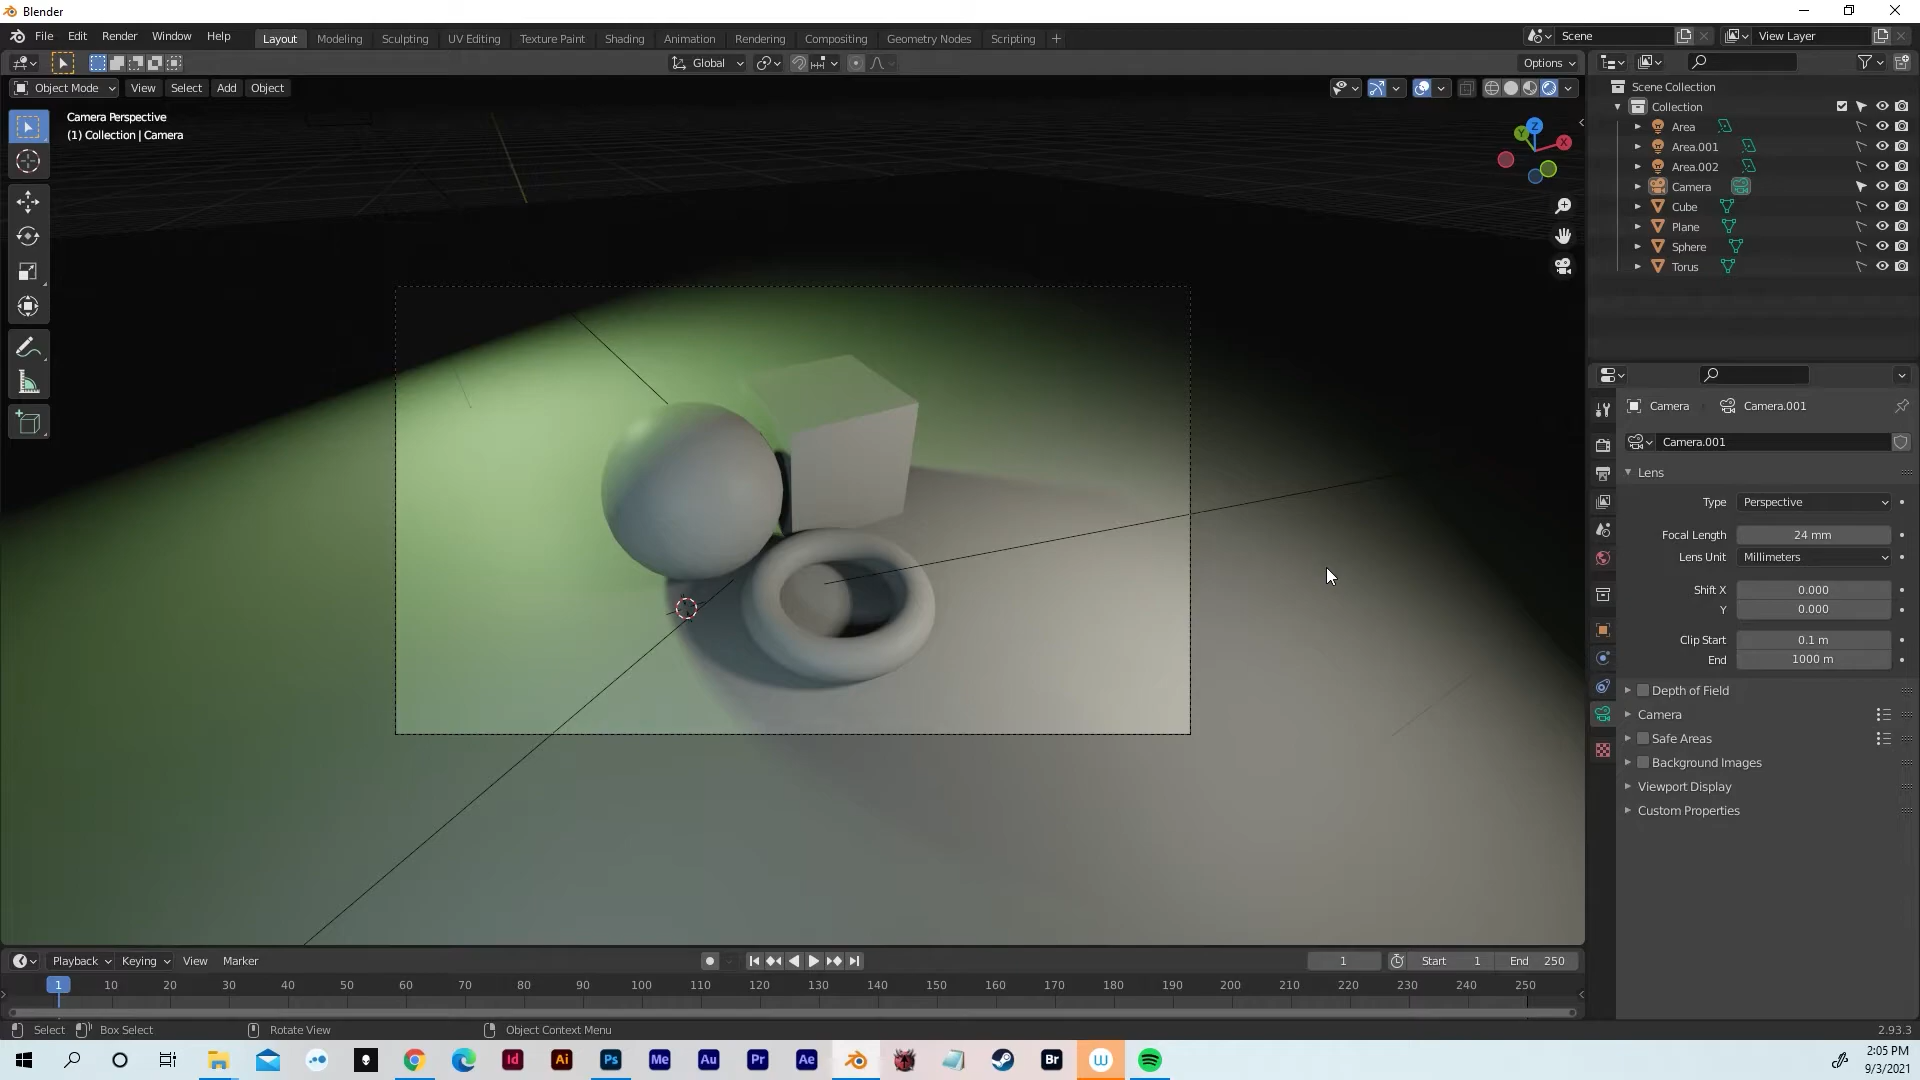 Blender
File Edit Render Window Help
Layout Modeling Sculpting UV Editing Texture Paint Shading Animation Rendering Compositing Geometry Nodes Scripting +
Scene
View Layer
Global
Options
Object Mode View Select Add Object
Camera Perspective
(1) Collection | Camera
Z
Y
X
Scene Collection
Collection
Area
Area.001
Area.002
Camera
Cube
Plane
Sphere
Torus
Camera
Camera.001
Camera.001
Lens
Type Perspective
Focal Length 24 mm
Lens Unit Millimeters
Shift X 0.000
Y 0.000
Clip Start 0.1 m
End 1000 m
Depth of Field
Camera
Safe Areas
Background Images
Viewport Display
Custom Properties
Playback Keying View Marker
1
Start 1
End 250
1 10 20 30 40 50 60 70 80 90 100 110 120 130 140 150 160 170 180 190 200 210 220 230 240 250
Select Box Select Rotate View Object Context Menu
2.93.3
Id Ai Ps Me Au Pr Ae Br W
2:05 PM
9/3/2021